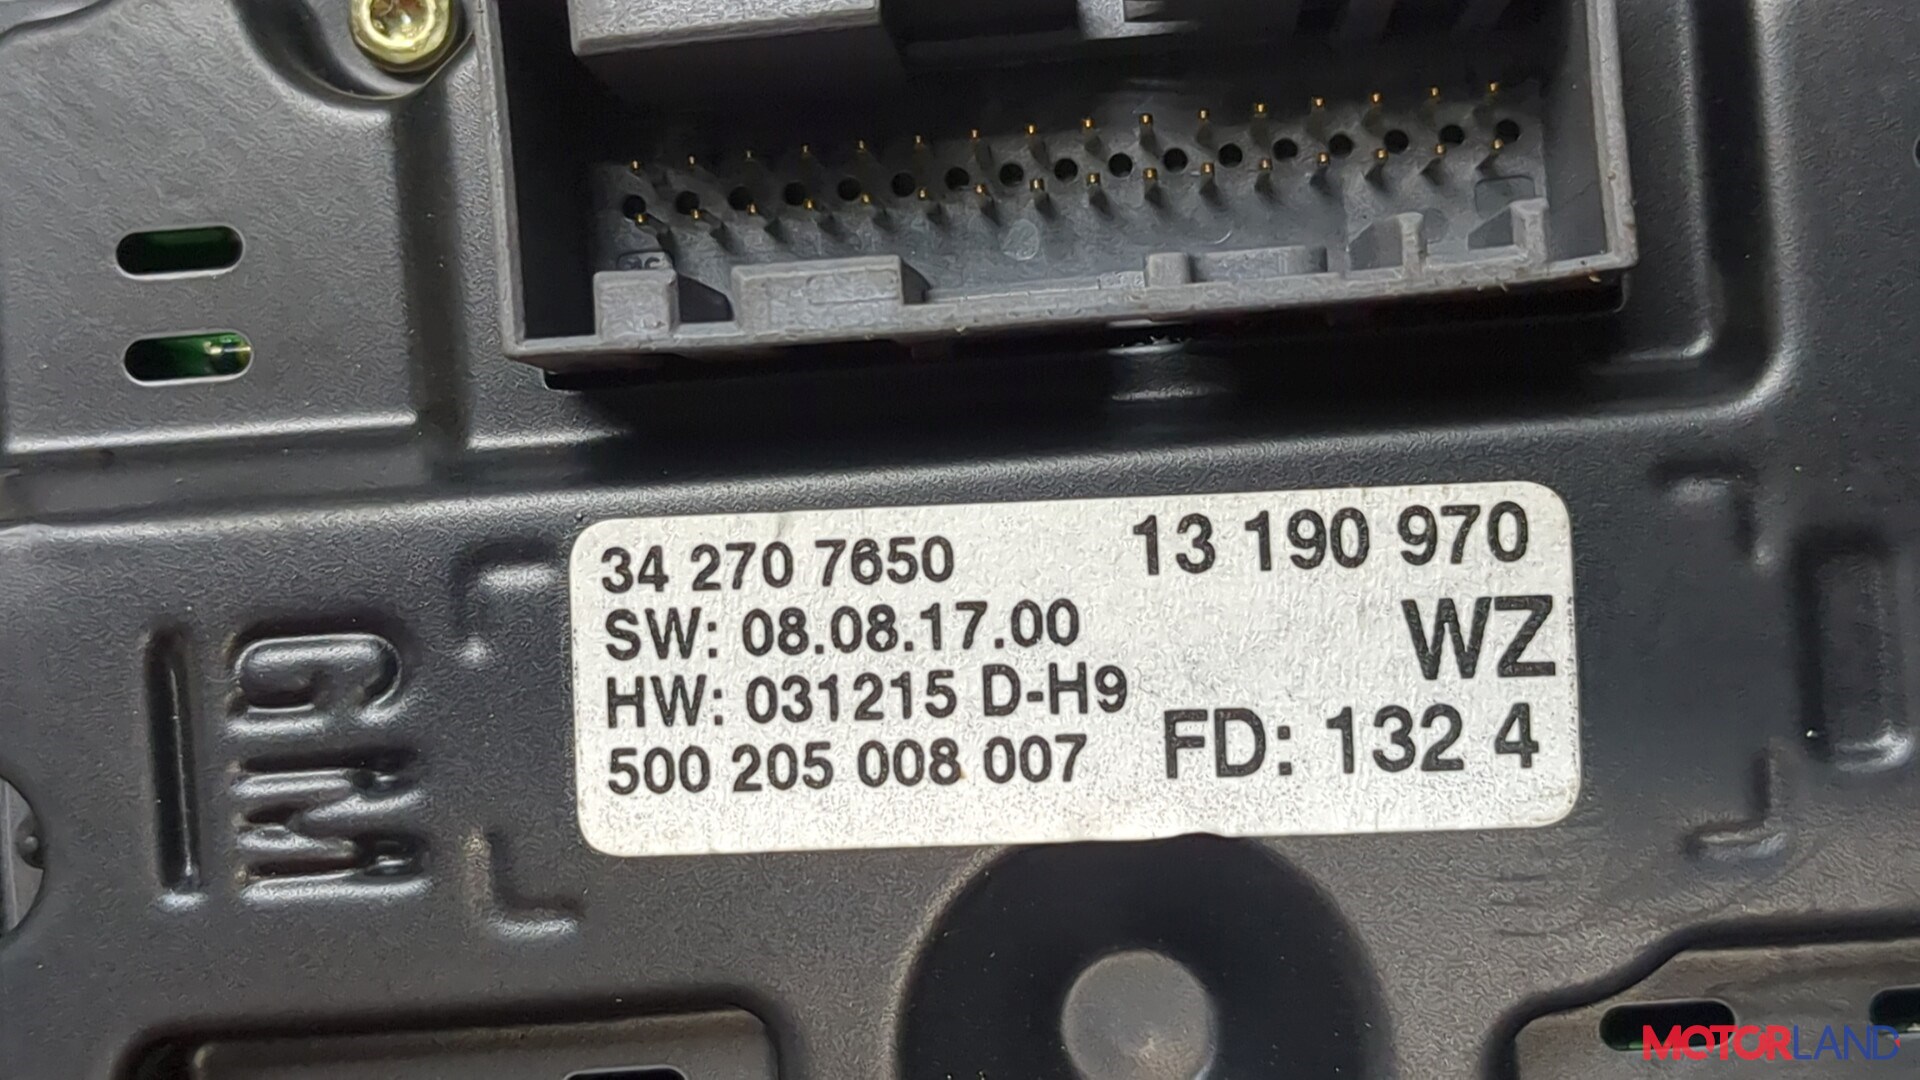 34 270 7650
13 190 970
SW: 08.08.17.00
WZ
HW: 031215 D-H9
500 205 008 007
FD: 132 4
GM
MOTORLAND